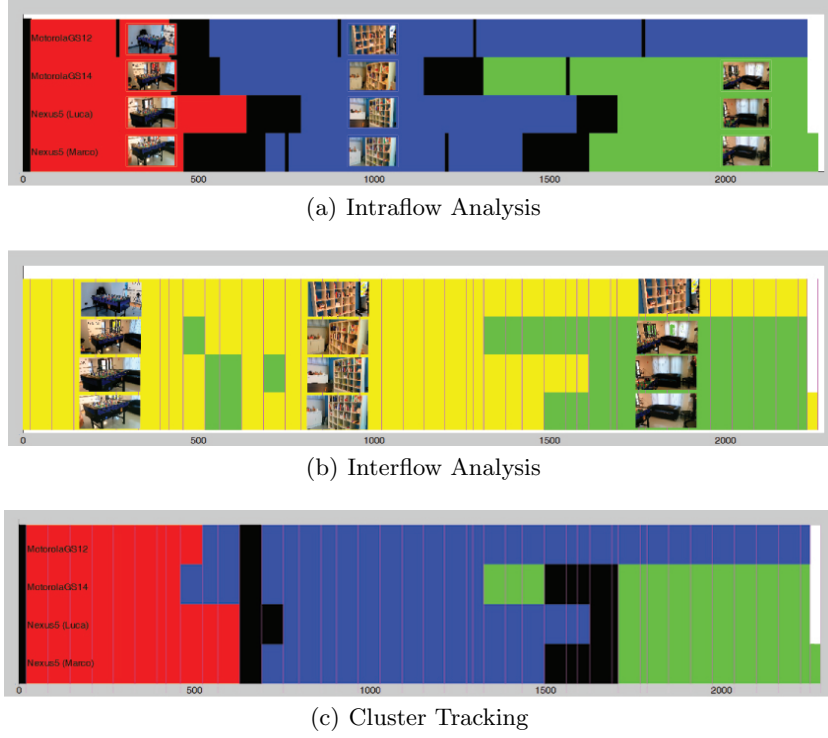 MotorolaGS12
MotorolaGS14
Nexus5 (Luca)
Nexus5 (Marco)
0 500 1000 1500 2000
(a) Intraflow Analysis
0 500 1000 1500 2000
(b) Interflow Analysis
MotorolaGS12
MotorolaGS14
Nexus5 (Luca)
Nexus5 (Marco)
0 500 1000 1500 2000
(c) Cluster Tracking